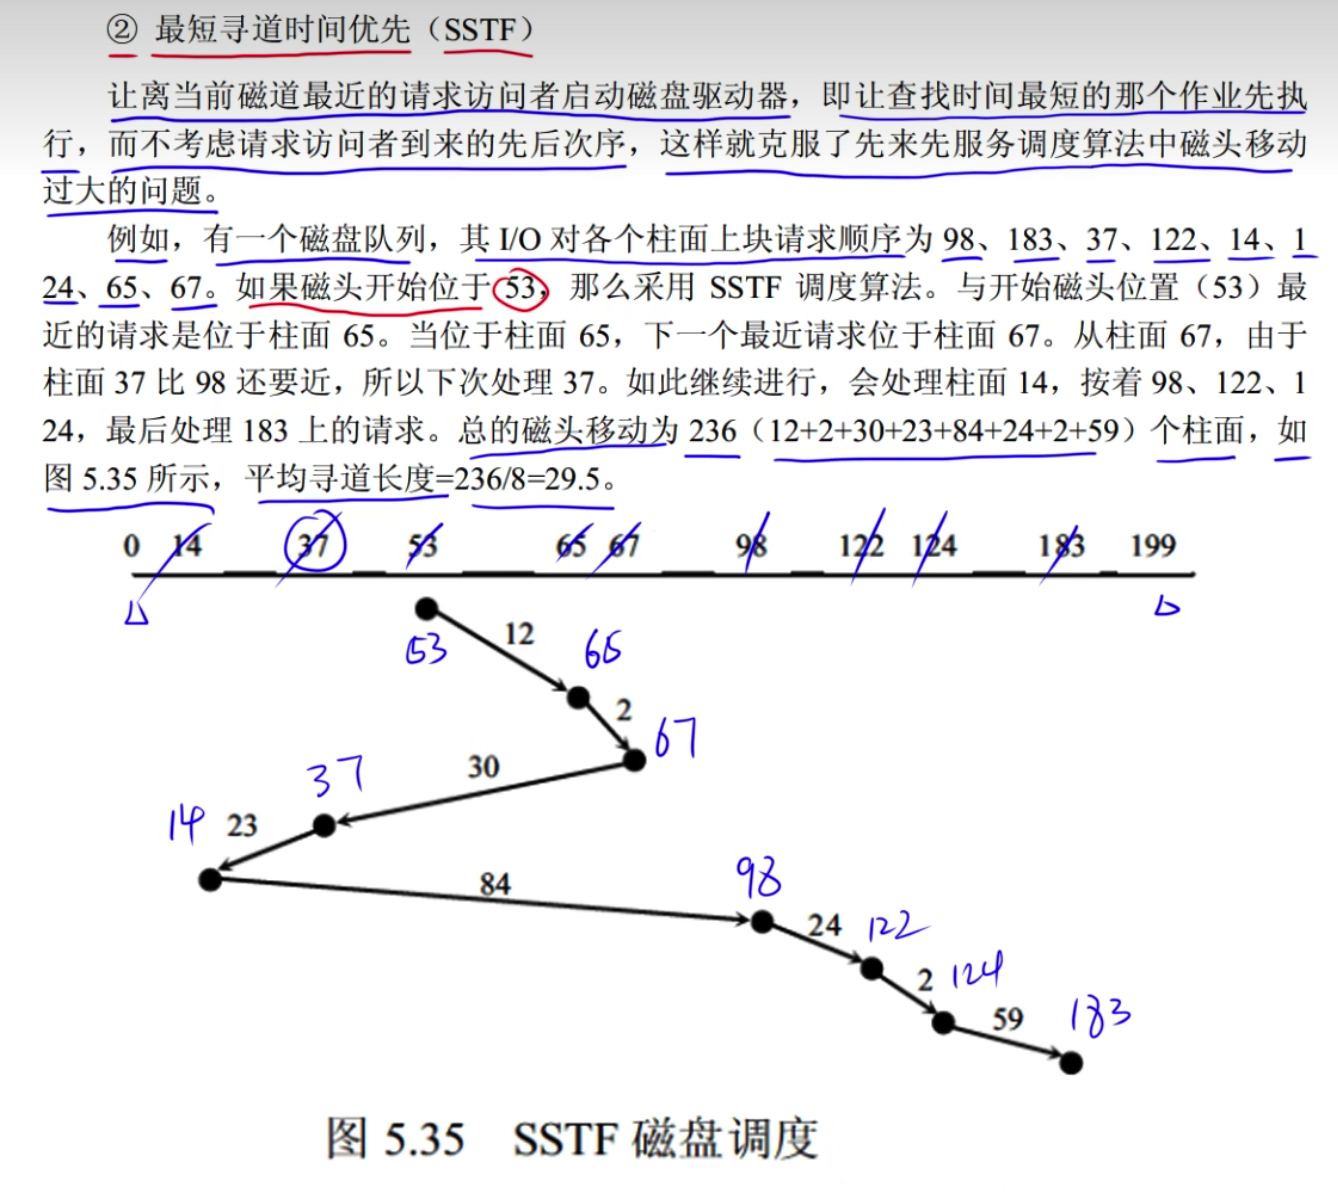 ② 最短寻道时间优先（SSTF）
让离当前磁道最近的请求访问者启动磁盘驱动器，即让查找时间最短的那个作业先执
行，而不考虑请求访问者到来的先后次序，这样就克服了先来先服务调度算法中磁头移动
过大的问题。
例如，有一个磁盘队列，其 I/O 对各个柱面上块请求顺序为 98、183、37、122、14、1
24、65、67。如果磁头开始位于 53，那么采用 SSTF 调度算法。与开始磁头位置（53）最
近的请求是位于柱面 65。当位于柱面 65，下一个最近请求位于柱面 67。从柱面 67，由于
柱面 37 比 98 还要近，所以下次处理 37。如此继续进行，会处理柱面 14，按着 98、122、1
24，最后处理 183 上的请求。总的磁头移动为 236（12+2+30+23+84+24+2+59）个柱面，如
图 5.35 所示，平均寻道长度=236/8=29.5。
0 14 37 53 65 67 98 122 124 183 199
53 12 65
2
67
37 30
14 23
84 98
24 122
2 124
59 183
图 5.35 SSTF 磁盘调度